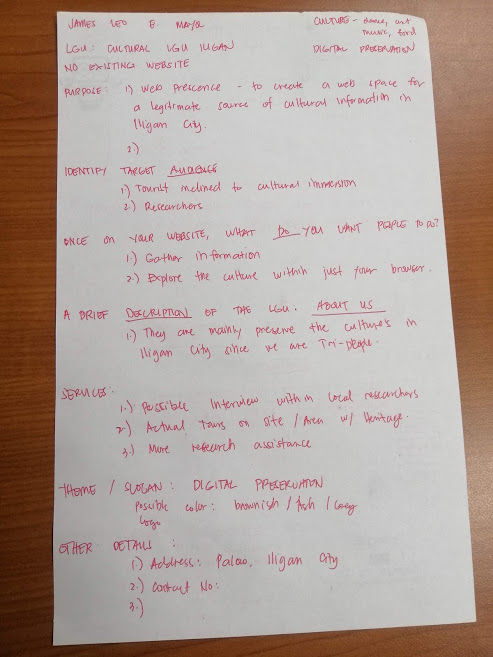 JAMES LEO E. MAYOL
CULTURE - dance, art
music, food
LGU: CULTURAL LGU ILIGAN
DIGITAL PRESERVATION
NO EXISTING WEBSITE
PURPOSE: 1) Web Prescence - to create a web space for
a legitimate source of cultural information in
Iligan City.
2.)
IDENTIFY TARGET AUDIENCE
1.) Tourist inclined to cultural immersion
2.) Researchers
ONCE ON YOUR WEBSITE, WHAT DO YOU WANT PEOPLE TO DO?
1.) Gather information
2.) Explore the culture within just your browser.
A BRIEF DESCRIPTION OF THE LGU: ABOUT US
1.) They are mainly preserve the culture's in
Iligan City since we are Tri-people.
SERVICES:
1.) Possible Interview within local researchers
2.) Actual Tours on site / Area w/ Heritage.
3.) More research assistance
THEME / SLOGAN: DIGITAL PRESERVATION
Possible color: brownish / Ash /
Logo
OTHER DETAILS:
1.) Address: Palao, Iligan City
2.) Contact No:
3.)